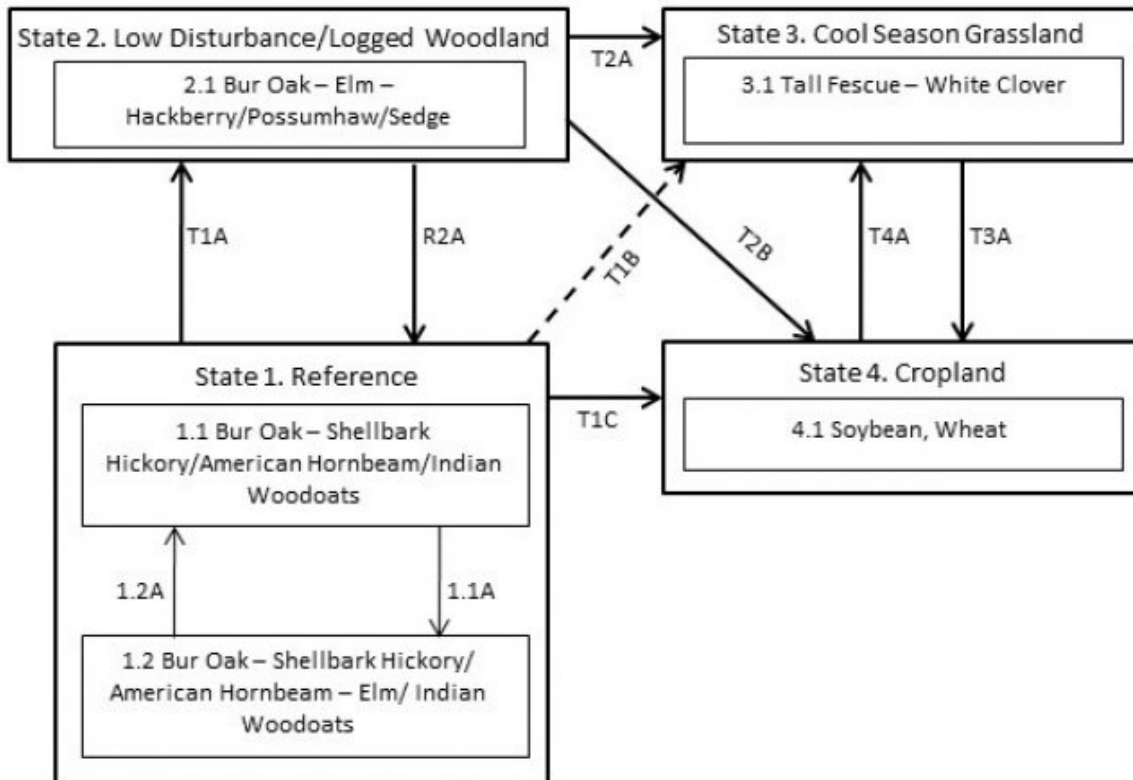 State 2. Low Disturbance/Logged Woodland
2.1 Bur Oak – Elm –
Hackberry/Possumhaw/Sedge
T2A
State 3. Cool Season Grassland
3.1 Tall Fescue – White Clover
T1A
R2A
T1B
T2B
T4A
T3A
State 1. Reference
1.1 Bur Oak – Shellbark
Hickory/American Hornbeam/Indian
Woodoats
1.2A
1.1A
1.2 Bur Oak – Shellbark Hickory/
American Hornbeam – Elm/ Indian
Woodoats
T1C
State 4. Cropland
4.1 Soybean, Wheat